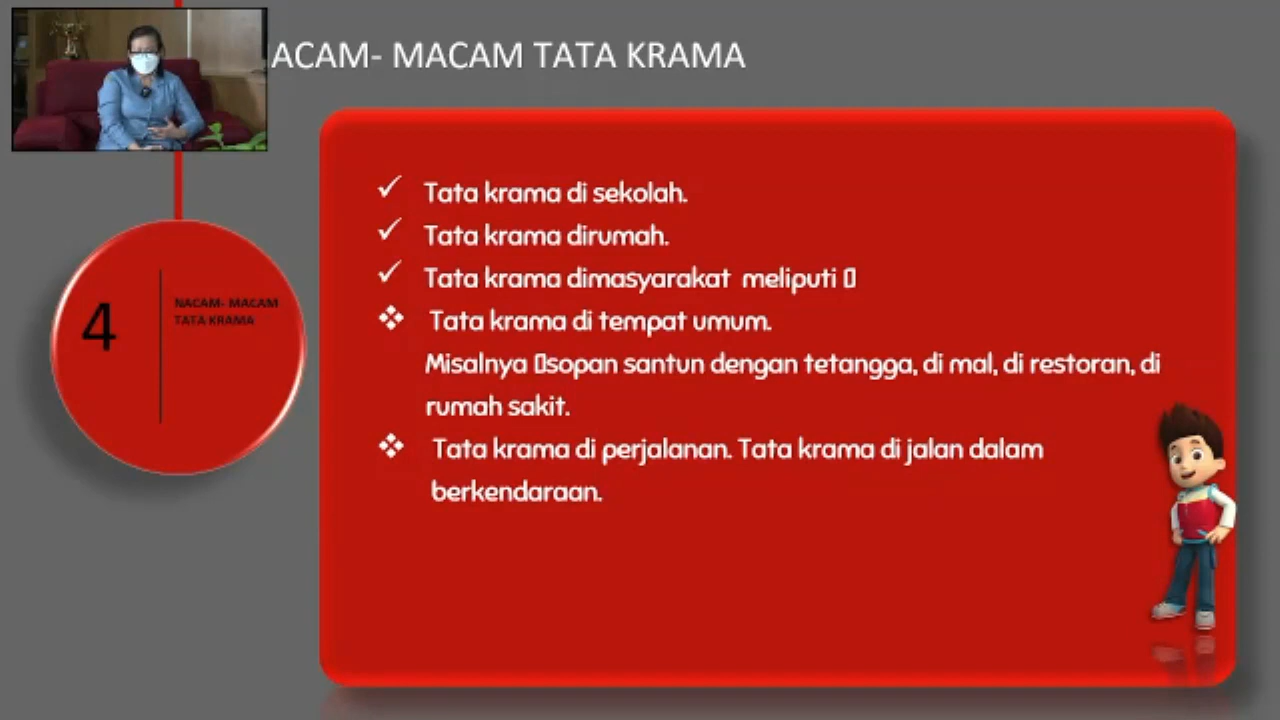 ACAM- MACAM TATA KRAMA
4
NACAM- MACAM
TATA KRAMA
✓ Tata krama di sekolah.
✓ Tata krama dirumah.
✓ Tata krama dimasyarakat meliputi ▯
❖ Tata krama di tempat umum.
Misalnya ▯sopan santun dengan tetangga, di mal, di restoran, di
rumah sakit.
❖ Tata krama di perjalanan. Tata krama di jalan dalam
berkendaraan.